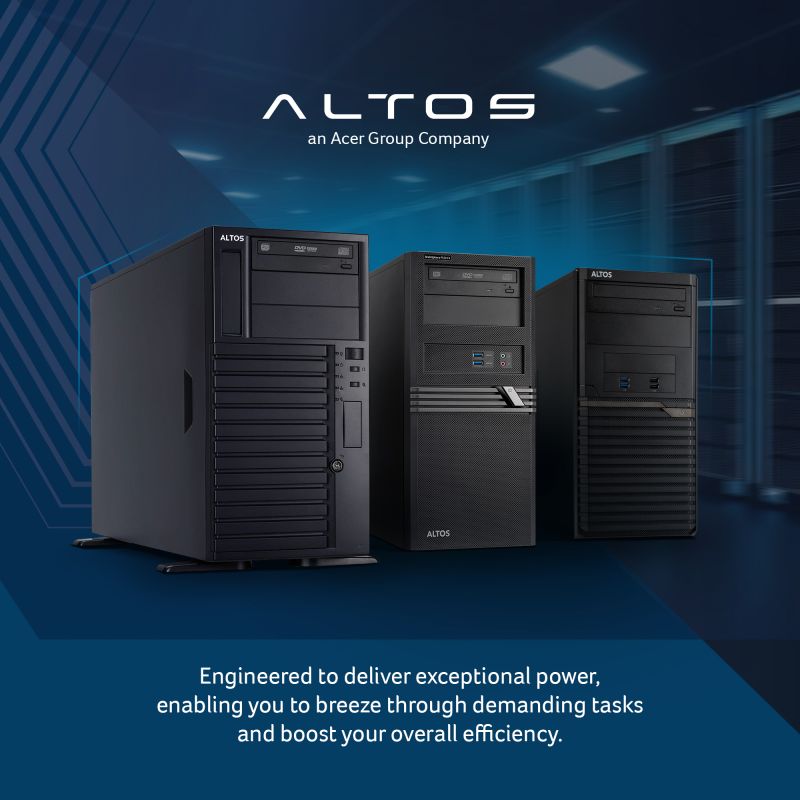 ALTOS
an Acer Group Company
ALTOS
ALTOS
ALTOS
Engineered to deliver exceptional power,
enabling you to breeze through demanding tasks
and boost your overall efficiency.